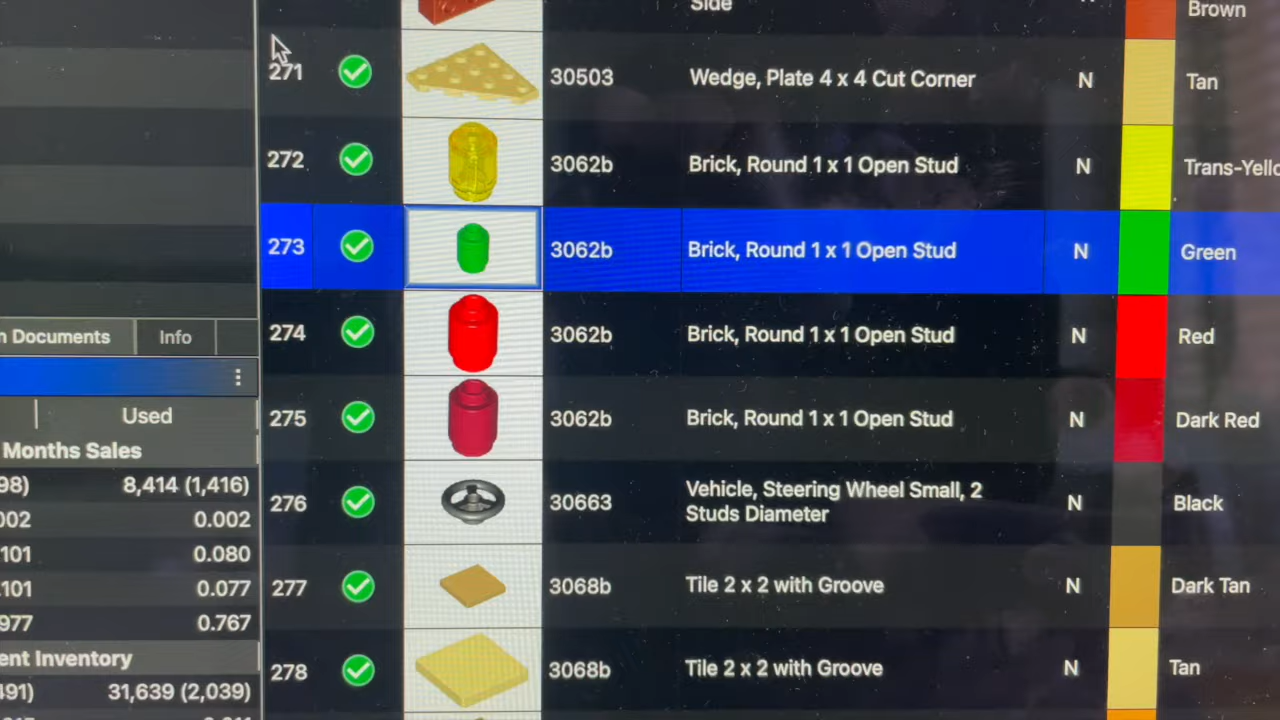 Side
Brown
271 30503 Wedge, Plate 4 x 4 Cut Corner N Tan
272 3062b Brick, Round 1 x 1 Open Stud N Trans-Yello
273 3062b Brick, Round 1 x 1 Open Stud N Green
274 3062b Brick, Round 1 x 1 Open Stud N Red
275 3062b Brick, Round 1 x 1 Open Stud N Dark Red
276 30663 Vehicle, Steering Wheel Small, 2
Studs Diameter N Black
277 3068b Tile 2 x 2 with Groove N Dark Tan
278 3068b Tile 2 x 2 with Groove N Tan
n Documents Info
Used
Months Sales
98) 8,414 (1,416)
002 0.002
101 0.080
.101 0.077
977 0.767
ent Inventory
491) 31,639 (2,039)